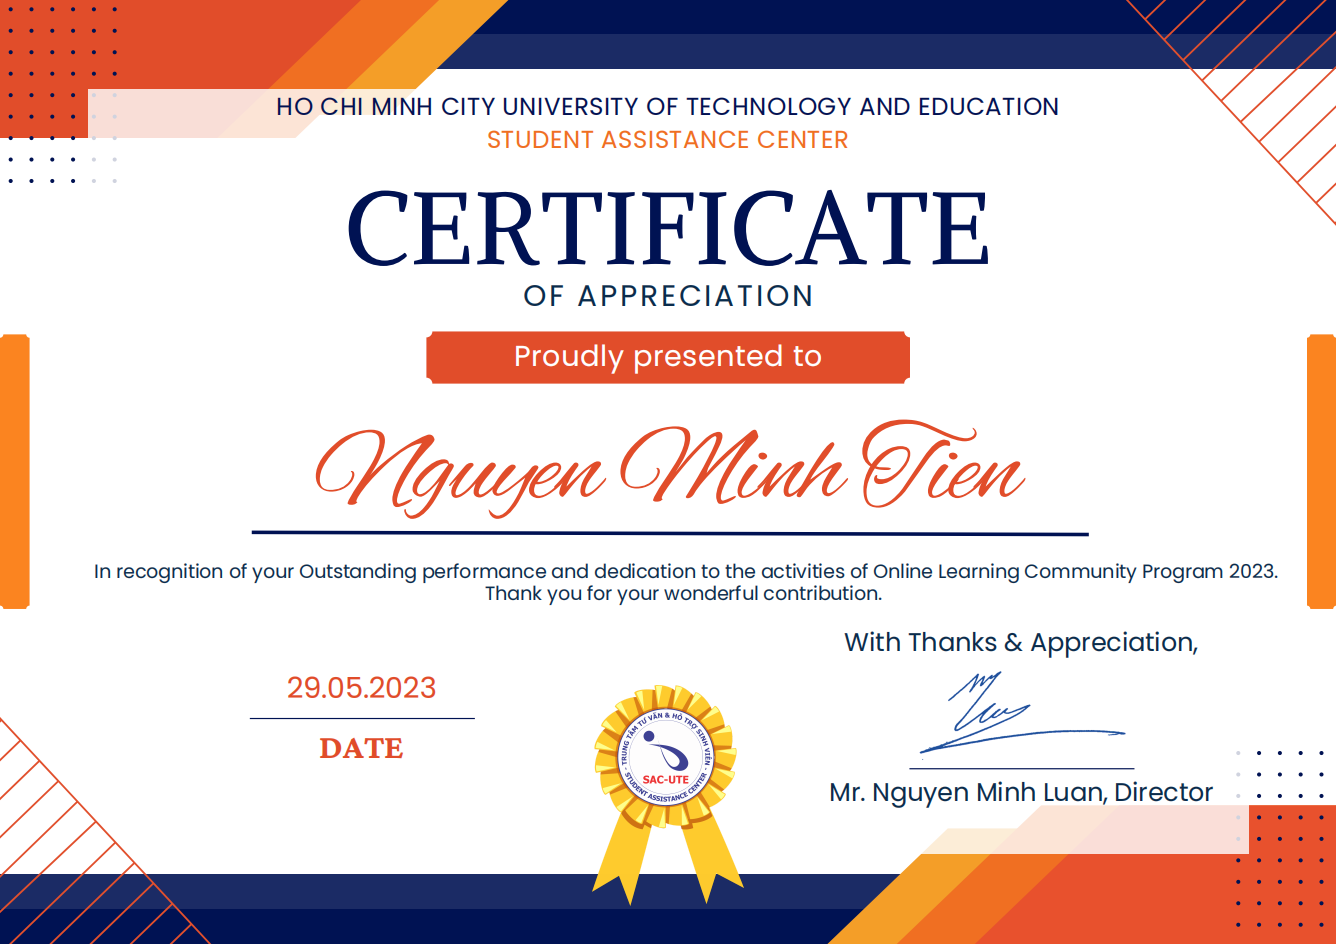 HO CHI MINH CITY UNIVERSITY OF TECHNOLOGY AND EDUCATION
STUDENT ASSISTANCE CENTER
CERTIFICATE
OF APPRECIATION
Proudly presented to
Nguyen Minh Tien
In recognition of your Outstanding performance and dedication to the activities of Online Learning Community Program 2023.
Thank you for your wonderful contribution.
With Thanks & Appreciation,
29.05.2023
DATE
TRUNG TÂM TƯ VẤN & HỖ TRỢ SINH VIÊN
SAC-UTE
STUDENT ASSISTANCE CENTER
Mr. Nguyen Minh Luan, Director